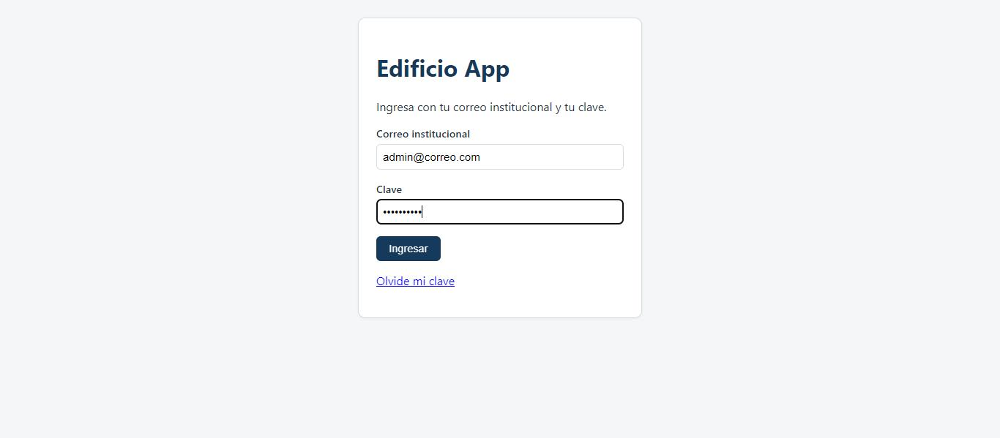 Edificio App
Ingresa con tu correo institucional y tu clave.
Correo institucional
admin@correo.com
Clave
••••••••••
Ingresar
Olvide mi clave